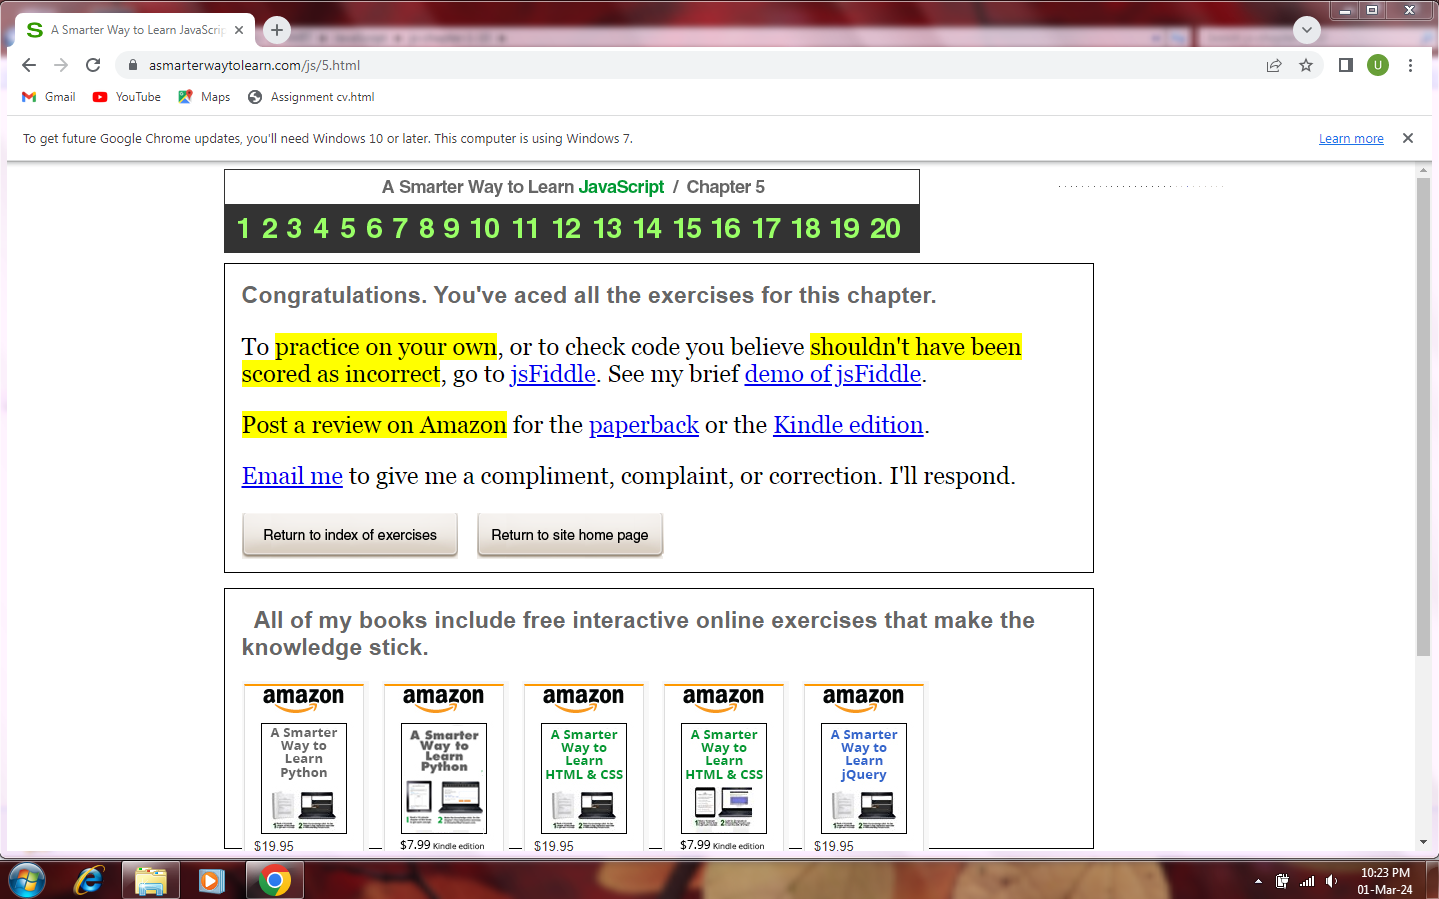 A Smarter Way to Learn JavaScrip
asmarterwaytolearn.com/js/5.html
U
Gmail YouTube Maps Assignment cv.html
To get future Google Chrome updates, you'll need Windows 10 or later. This computer is using Windows 7. Learn more
A Smarter Way to Learn JavaScript / Chapter 5
1 2 3 4 5 6 7 8 9 10 11 12 13 14 15 16 17 18 19 20
Congratulations. You've aced all the exercises for this chapter.
To practice on your own, or to check code you believe shouldn't have been
scored as incorrect, go to jsFiddle. See my brief demo of jsFiddle.
Post a review on Amazon for the paperback or the Kindle edition.
Email me to give me a compliment, complaint, or correction. I'll respond.
Return to index of exercises Return to site home page
All of my books include free interactive online exercises that make the
knowledge stick.
amazon amazon amazon amazon amazon
A Smarter A Smarter A Smarter A Smarter A Smarter
Way to Way to Way to Way to Way to
Learn Learn Learn Learn Learn
Python Python HTML & CSS HTML & CSS jQuery
$19.95 $7.99 Kindle edition $19.95 $7.99 Kindle edition $19.95
10:23 PM
01-Mar-24